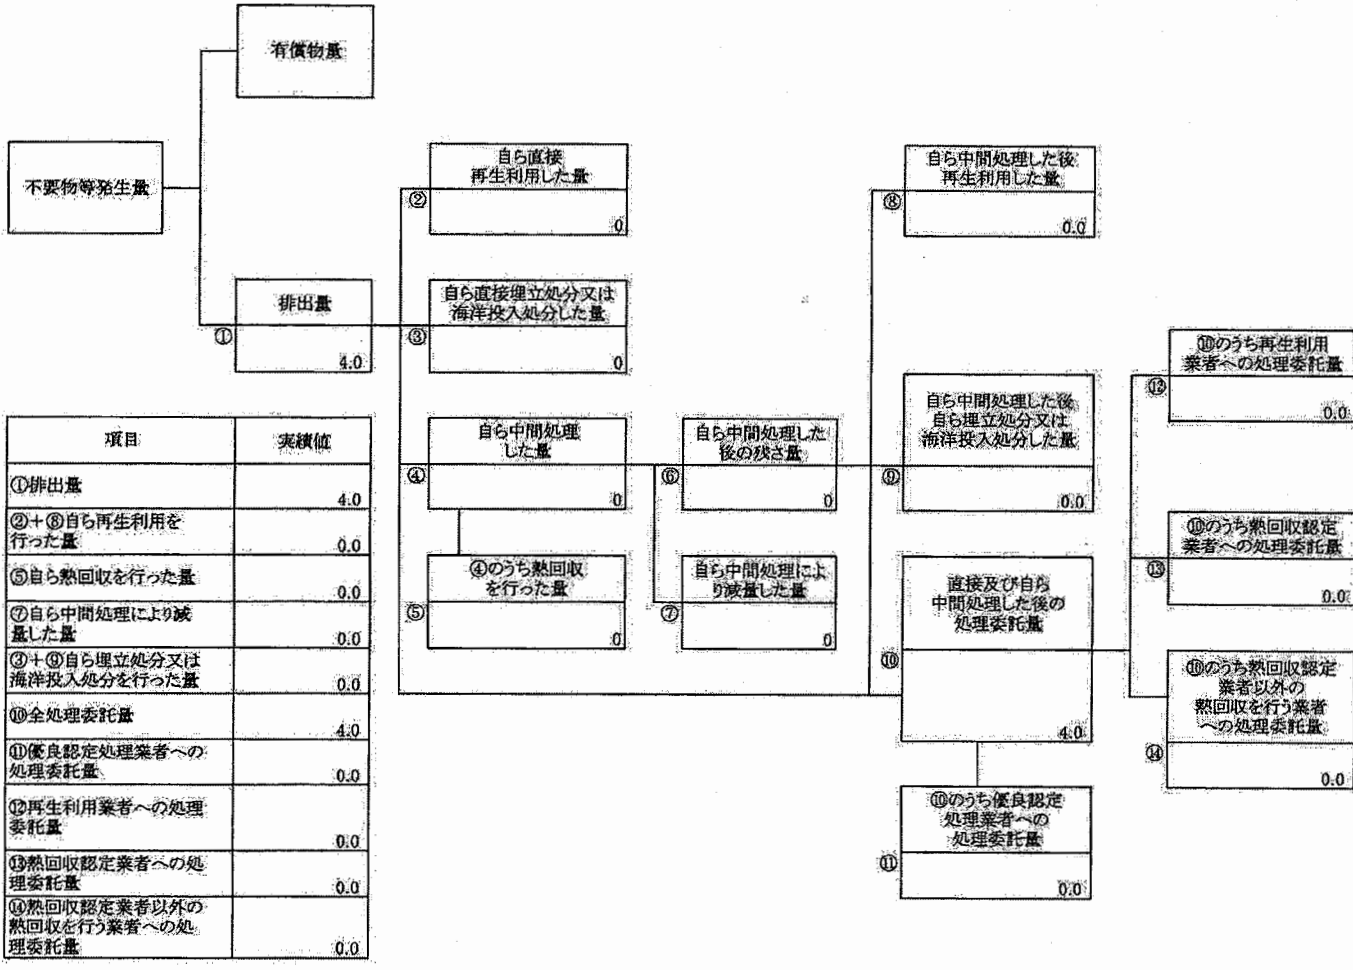 有償物量
不要物等発生量
自ら直接
再生利用した量
②
0
自ら中間処理した後
再生利用した量
⑧
0.0
排出量
①
4.0
自ら直接埋立処分又は
海洋投入処分した量
③
0
⑩のうち再生利用
業者への処理委託量
⑫
0.0
自ら中間処理
した量
④
0
自ら中間処理した
後の残さ量
⑥
0
自ら中間処理した後
自ら埋立処分又は
海洋投入処分した量
⑨
0.0
⑩のうち熱回収認定
業者への処理委託量
⑬
0.0
④のうち熱回収
を行った量
⑤
0
自ら中間処理によ
り減量した量
⑦
0
直接及び自ら
中間処理した後の
処理委託量
⑩
4.0
⑩のうち熱回収認定
業者以外の
熱回収を行う業者
への処理委託量
⑭
0.0
⑩のうち優良認定
処理業者への
処理委託量
⑪
0.0
項目 実績値
①排出量 4.0
②+⑧自ら再生利用を
行った量 0.0
⑤自ら熱回収を行った量 0.0
⑦自ら中間処理により減
量した量 0.0
③+⑨自ら埋立処分又は
海洋投入処分を行った量 0.0
⑩全処理委託量 4.0
⑪優良認定処理業者への
処理委託量 0.0
⑫再生利用業者への処理
委託量 0.0
⑬熱回収認定業者への処
理委託量 0.0
⑭熱回収認定業者以外の
熱回収を行う業者への処
理委託量 0.0